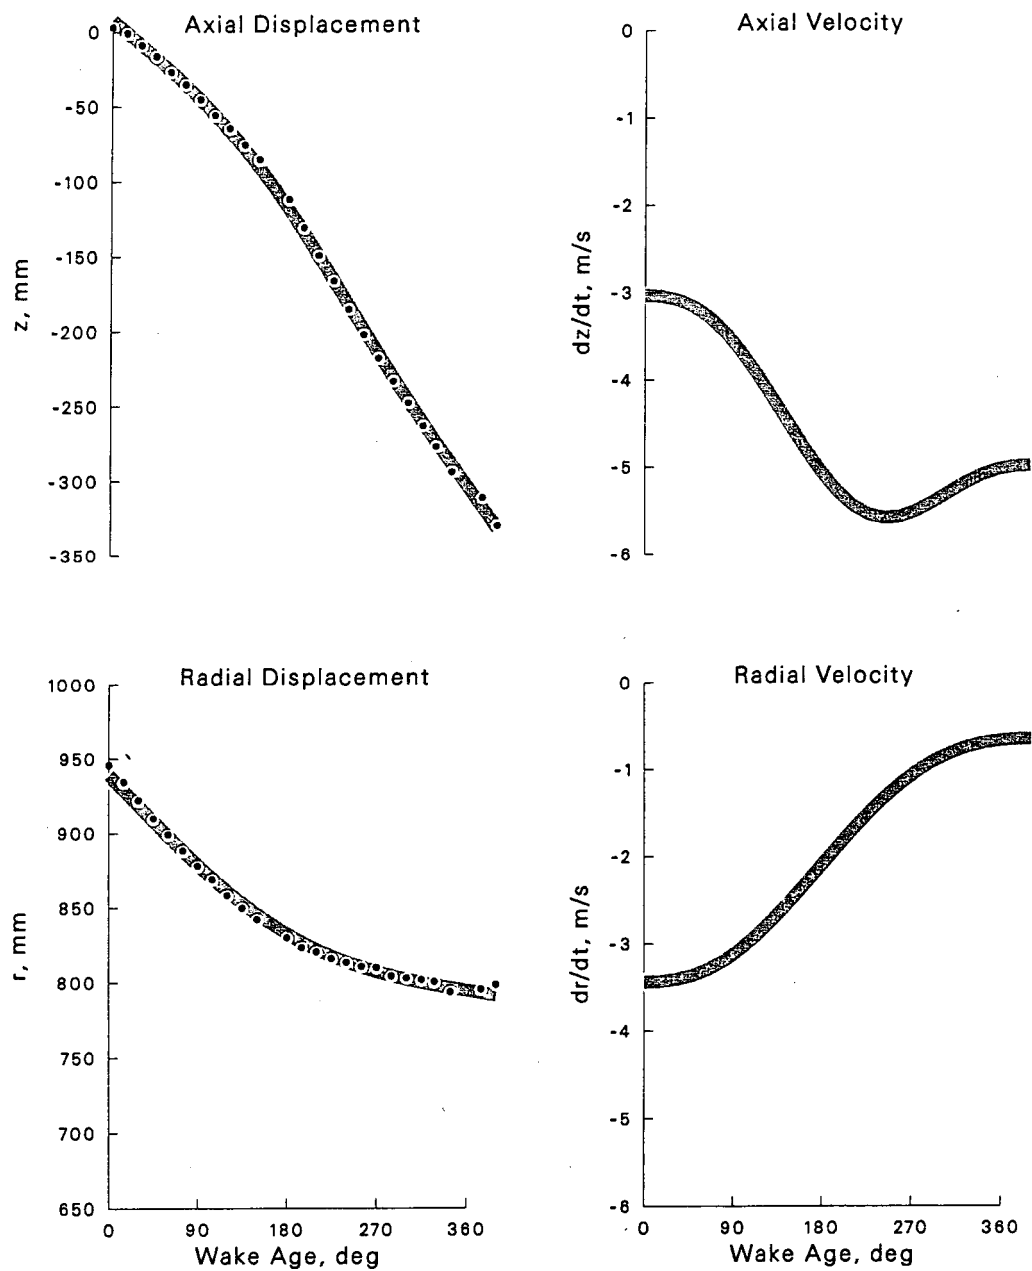 Axial Displacement
0
-50
-100
-150
-200
-250
-300
-350
z, mm
Axial Velocity
0
-1
-2
-3
-4
-5
-6
dz/dt, m/s
Radial Displacement
1000
950
900
850
800
750
700
650
r, mm
0 90 180 270 360
Wake Age, deg
Radial Velocity
0
-1
-2
-3
-4
-5
-6
dr/dt, m/s
0 90 180 270 360
Wake Age, deg